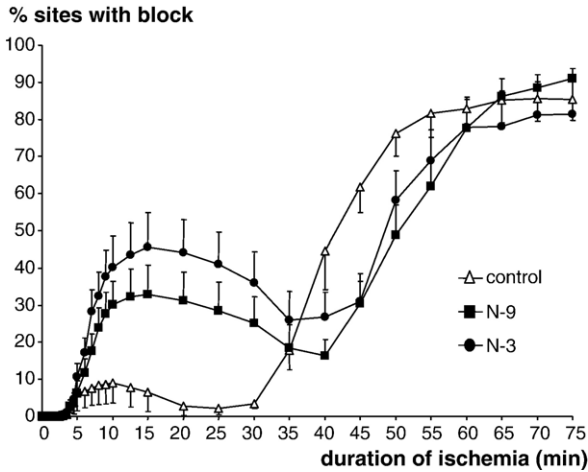 % sites with block
100
90
80
70
60
50
40
30
20
10
0
control
N-9
N-3
0 5 10 15 20 25 30 35 40 45 50 55 60 65 70 75
duration of ischemia (min)